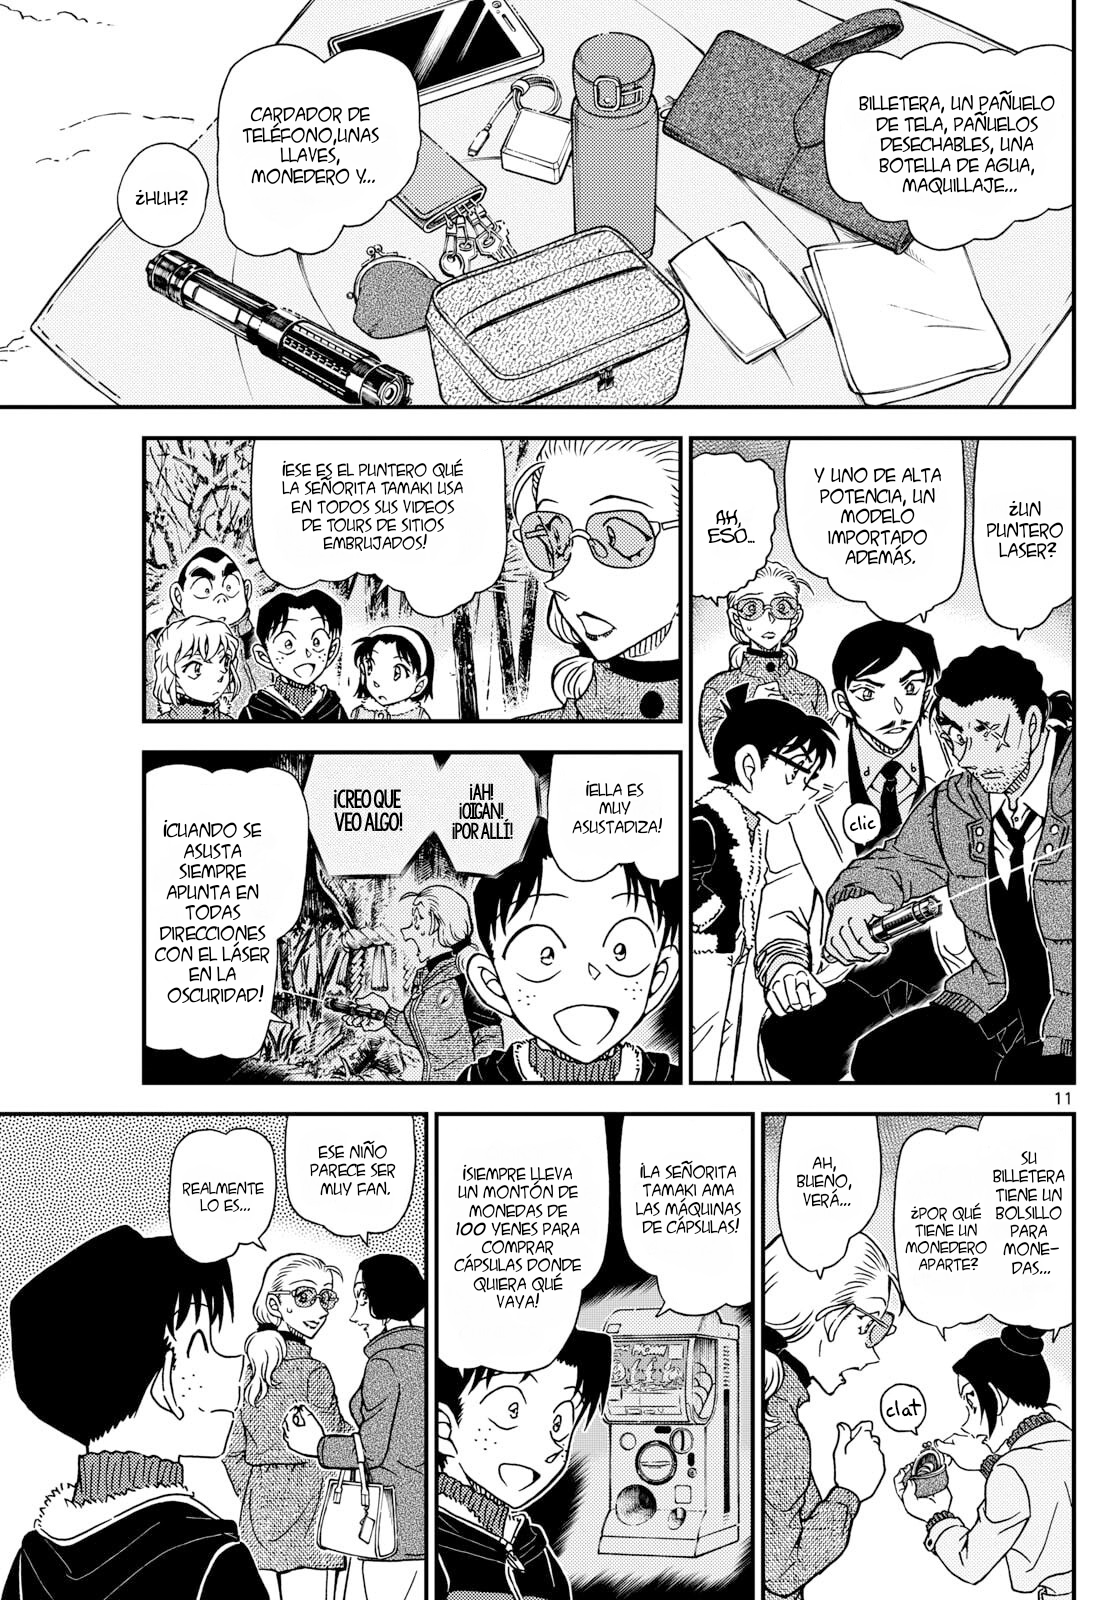 BILLETERA, UN PAÑUELO
DE TELA, PAÑUELOS
DESECHABLES, UNA
BOTELLA DE AGUA,
MAQUILLAJE...
CARDADOR DE
TELÉFONO,UNAS
LLAVES,
MONEDERO Y...
¿HUH?
¿UN
PUNTERO
LASER?
Y UNO DE ALTA
POTENCIA, UN
MODELO
IMPORTADO
ADEMÁS.
AH,
ESO...
clic
¡ESE ES EL PUNTERO QUÉ
LA SEÑORITA TAMAKI USA
EN TODOS SUS VIDEOS
DE TOURS DE SITIOS
EMBRUJADOS!
¡ELLA ES
MUY
ASUSTADIZA!
¡AH!
¡OIGAN!
¡POR ALLÍ!
¡CREO QUE
VEO ALGO!
¡CUANDO SE
ASUSTA
SIEMPRE
APUNTA EN
TODAS
DIRECCIONES
CON EL LÁSER
EN LA
OSCURIDAD!
11
SU
BILLETERA
TIENE UN
BOLSILLO
PARA
MONE-
DAS...
¿POR QUÉ
TIENE UN
MONEDERO
APARTE?
clat
AH,
BUENO,
VERÁ...
¡LA SEÑORITA
TAMAKI AMA
LAS MÁQUINAS
DE CÁPSULAS!
¡SIEMPRE LLEVA
UN MONTÓN DE
MONEDAS DE
100 YENES PARA
COMPRAR
CÁPSULAS DONDE
QUIERA QUÉ
VAYA!
ESE NIÑO
PARECE SER
MUY FAN.
REALMENTE
LO ES...